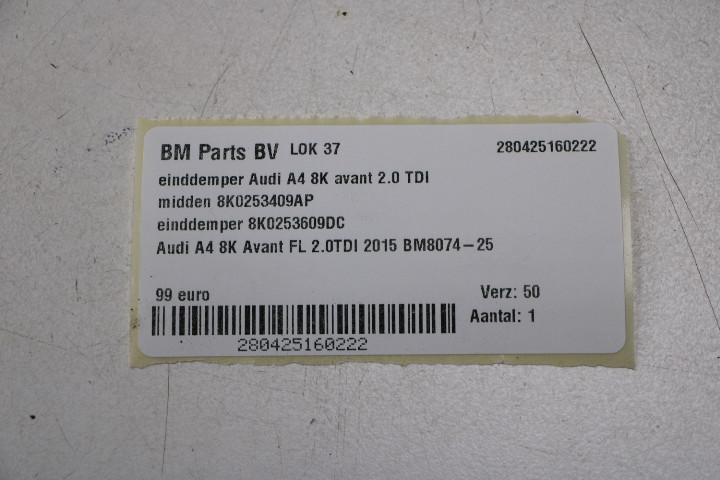 BM Parts BV LOK 37 280425160222
einddemper Audi A4 8K avant 2.0 TDI
midden 8K0253409AP
einddemper 8K0253609DC
Audi A4 8K Avant FL 2.0TDI 2015 BM8074-25
99 euro Verz: 50
Aantal: 1
280425160222